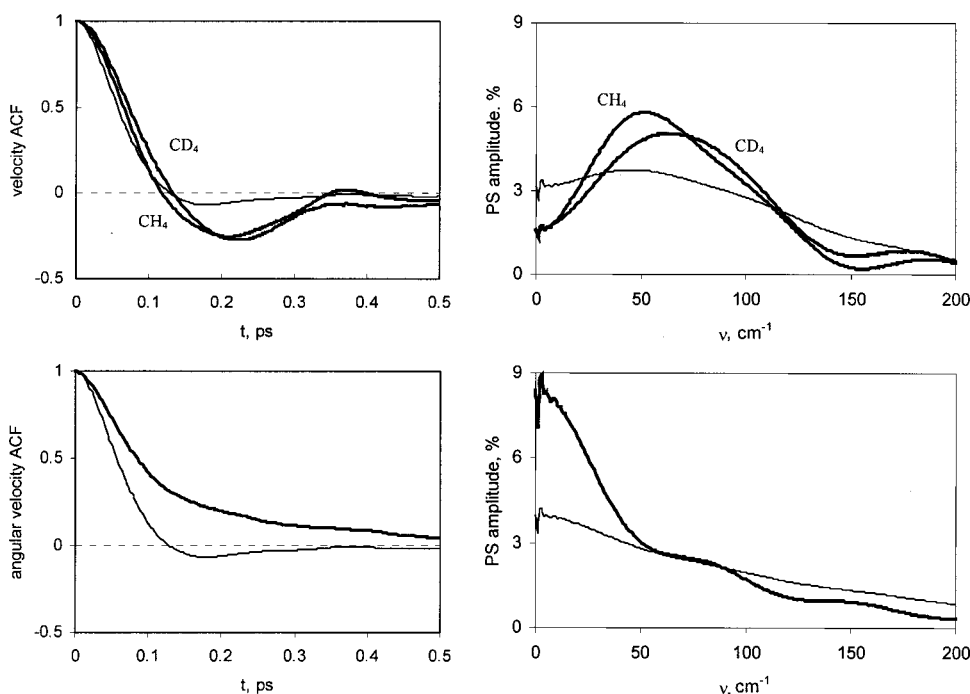 velocity ACF
1
0.5
0
-0.5
CD₄
CH₄
0 0.1 0.2 0.3 0.4 0.5
t, ps
PS amplitude. %
9
6
3
0
CH₄
CD₄
0 50 100 150 200
ν, cm⁻¹
angular velocity ACF
1
0.5
0
-0.5
0 0.1 0.2 0.3 0.4 0.5
t, ps
PS amplitude, %
9
6
3
0
0 50 100 150 200
ν, cm⁻¹